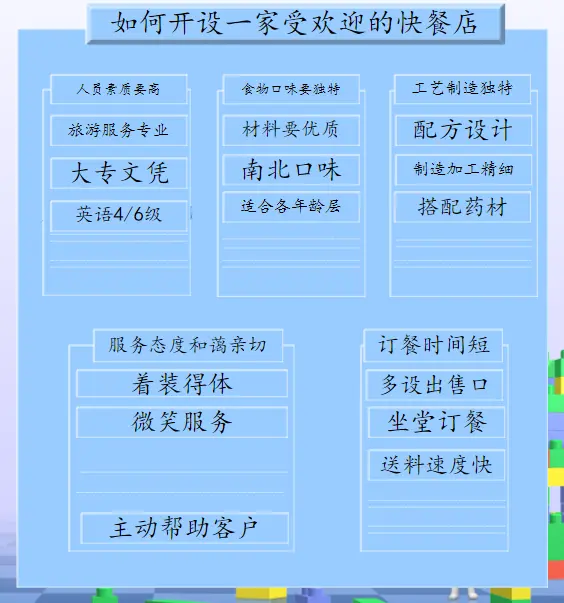 如何开设一家受欢迎的快餐店
人员素质要高
旅游服务专业
大专文凭
英语4/6级
食物口味要独特
材料要优质
南北口味
适合各年龄层
工艺制造独特
配方设计
制造加工精细
搭配药材
服务态度和蔼亲切
着装得体
微笑服务
主动帮助客户
订餐时间短
多设出售口
坐堂订餐
送料速度快